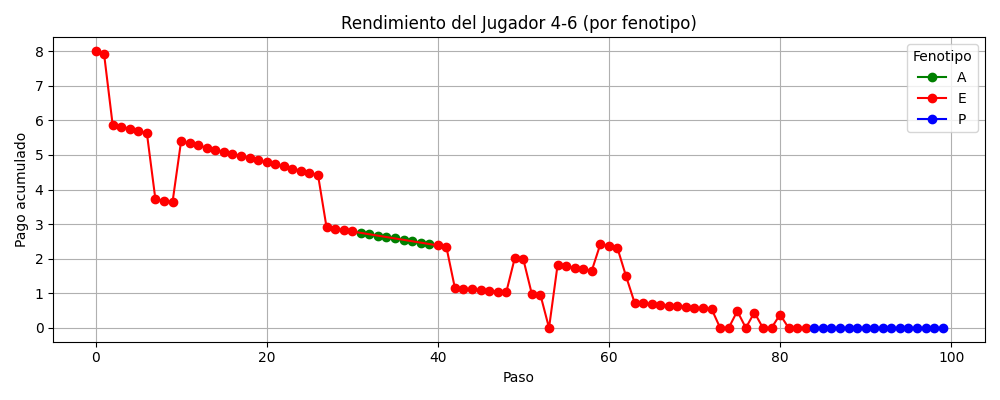 Rendimiento del Jugador 4-6 (por fenotipo)
Pago acumulado
8
7
6
5
4
3
2
1
0
Fenotipo
A
E
P
0 20 40 60 80 100
Paso